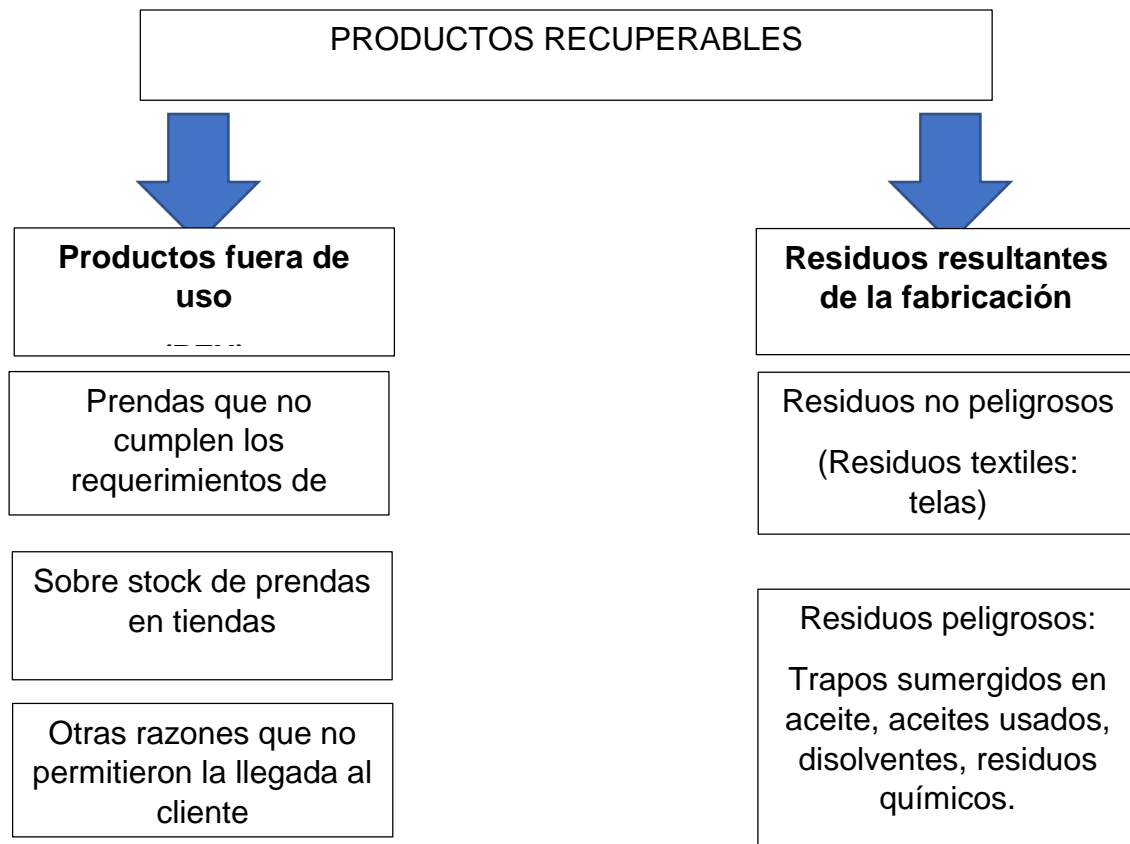 PRODUCTOS RECUPERABLES
Productos fuera de
uso
Prendas que no
cumplen los
requerimientos de
Sobre stock de prendas
en tiendas
Otras razones que no
permitieron la llegada al
cliente
Residuos resultantes
de la fabricación
Residuos no peligrosos
(Residuos textiles:
telas)
Residuos peligrosos:
Trapos sumergidos en
aceite, aceites usados,
disolventes, residuos
químicos.